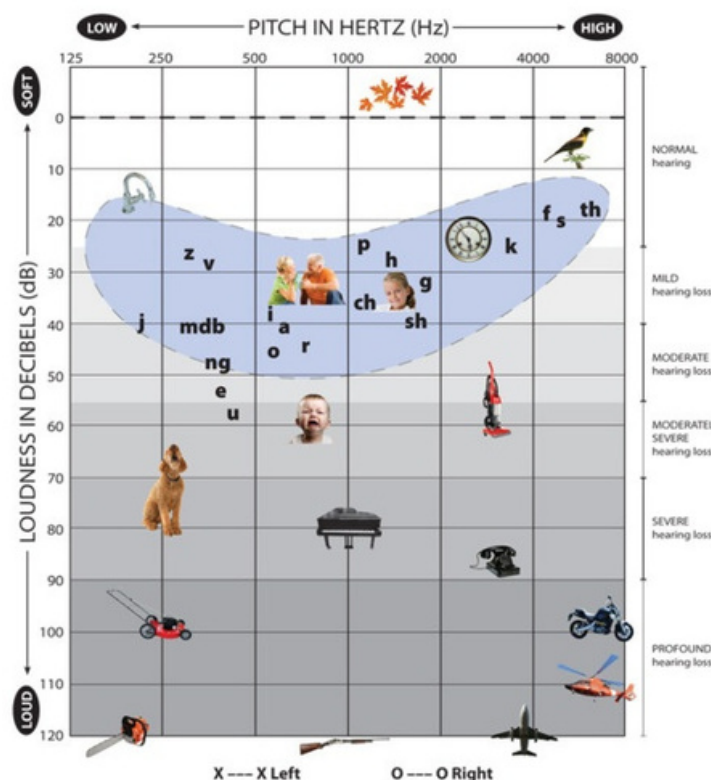 LOW PITCH IN HERTZ (Hz) HIGH
125 250 500 1000 2000 4000 8000
SOFT
LOUDNESS IN DECIBELS (dB)
LOUD
0
10
20
30
40
50
60
70
80
90
100
110
120
NORMAL
hearing
MILD
hearing loss
MODERATE
hearing loss
MODERATEL
SEVERE
hearing loss
SEVERE
hearing loss
PROFOUND
hearing loss
f th
s
p k
z
v h
g
ch
i sh
j mdb a
o r
ng
e
u
X --- X Left O --- O Right